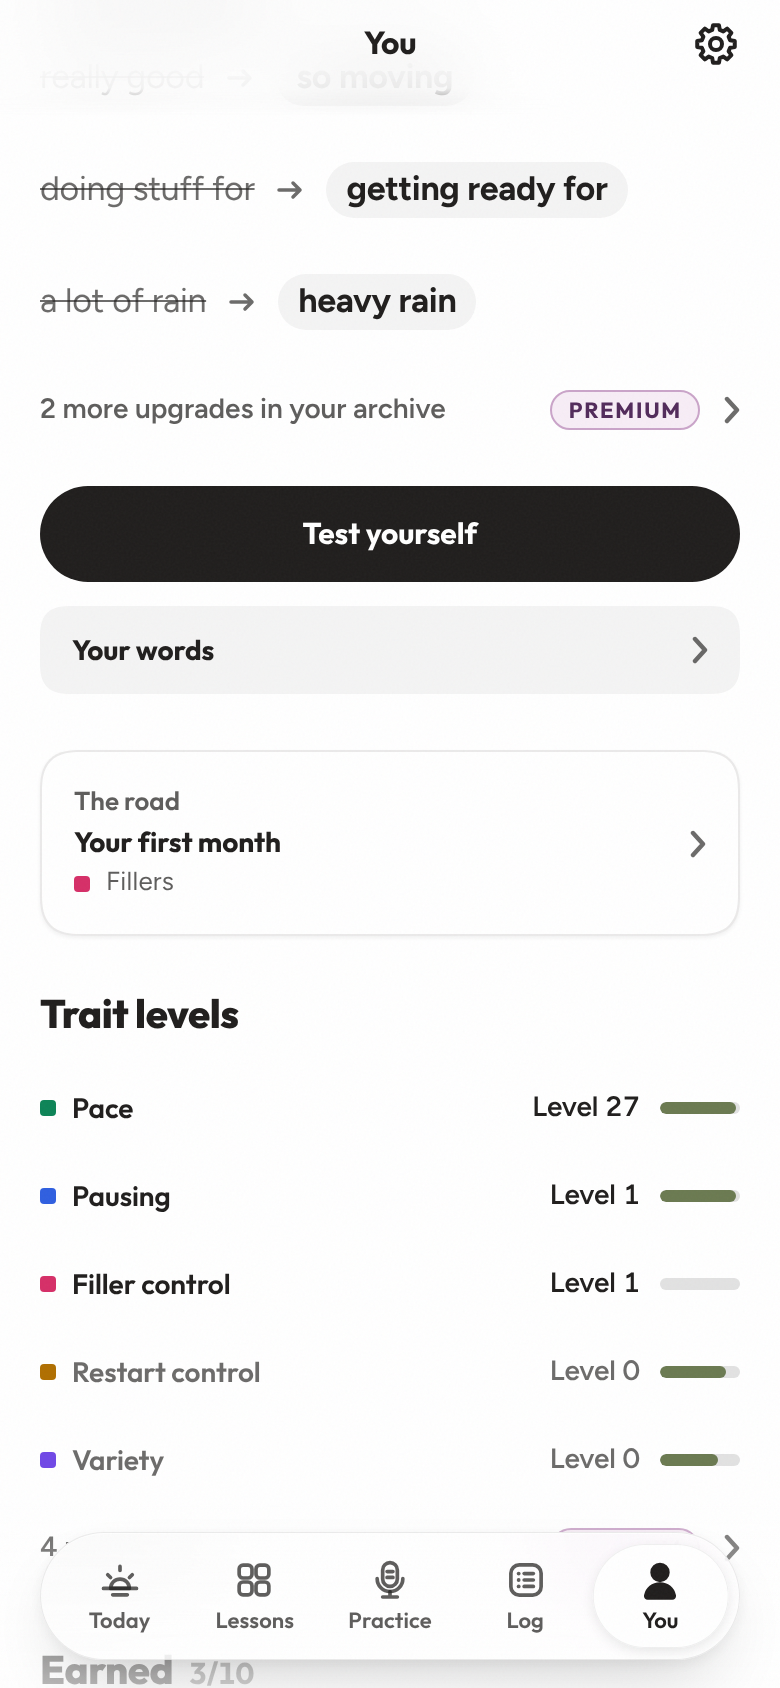 You
really good → so moving
doing stuff for → getting ready for
a lot of rain → heavy rain
2 more upgrades in your archive PREMIUM
Test yourself
Your words
The road
Your first month
Fillers
Trait levels
Pace Level 27
Pausing Level 1
Filler control Level 1
Restart control Level 0
Variety Level 0
4
Today Lessons Practice Log You
Earned 3/10